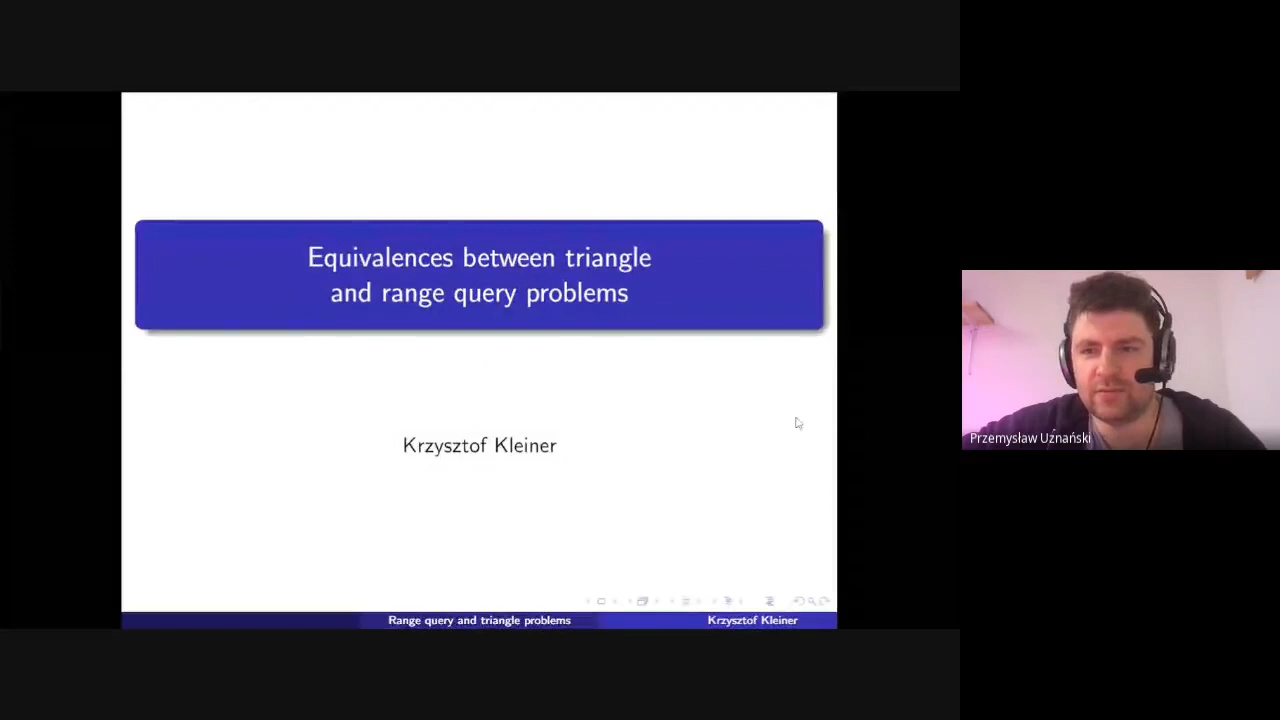 Equivalences between triangle
and range query problems
Krzysztof Kleiner
Range query and triangle problems
Krzysztof Kleiner
Przemysław Uznański